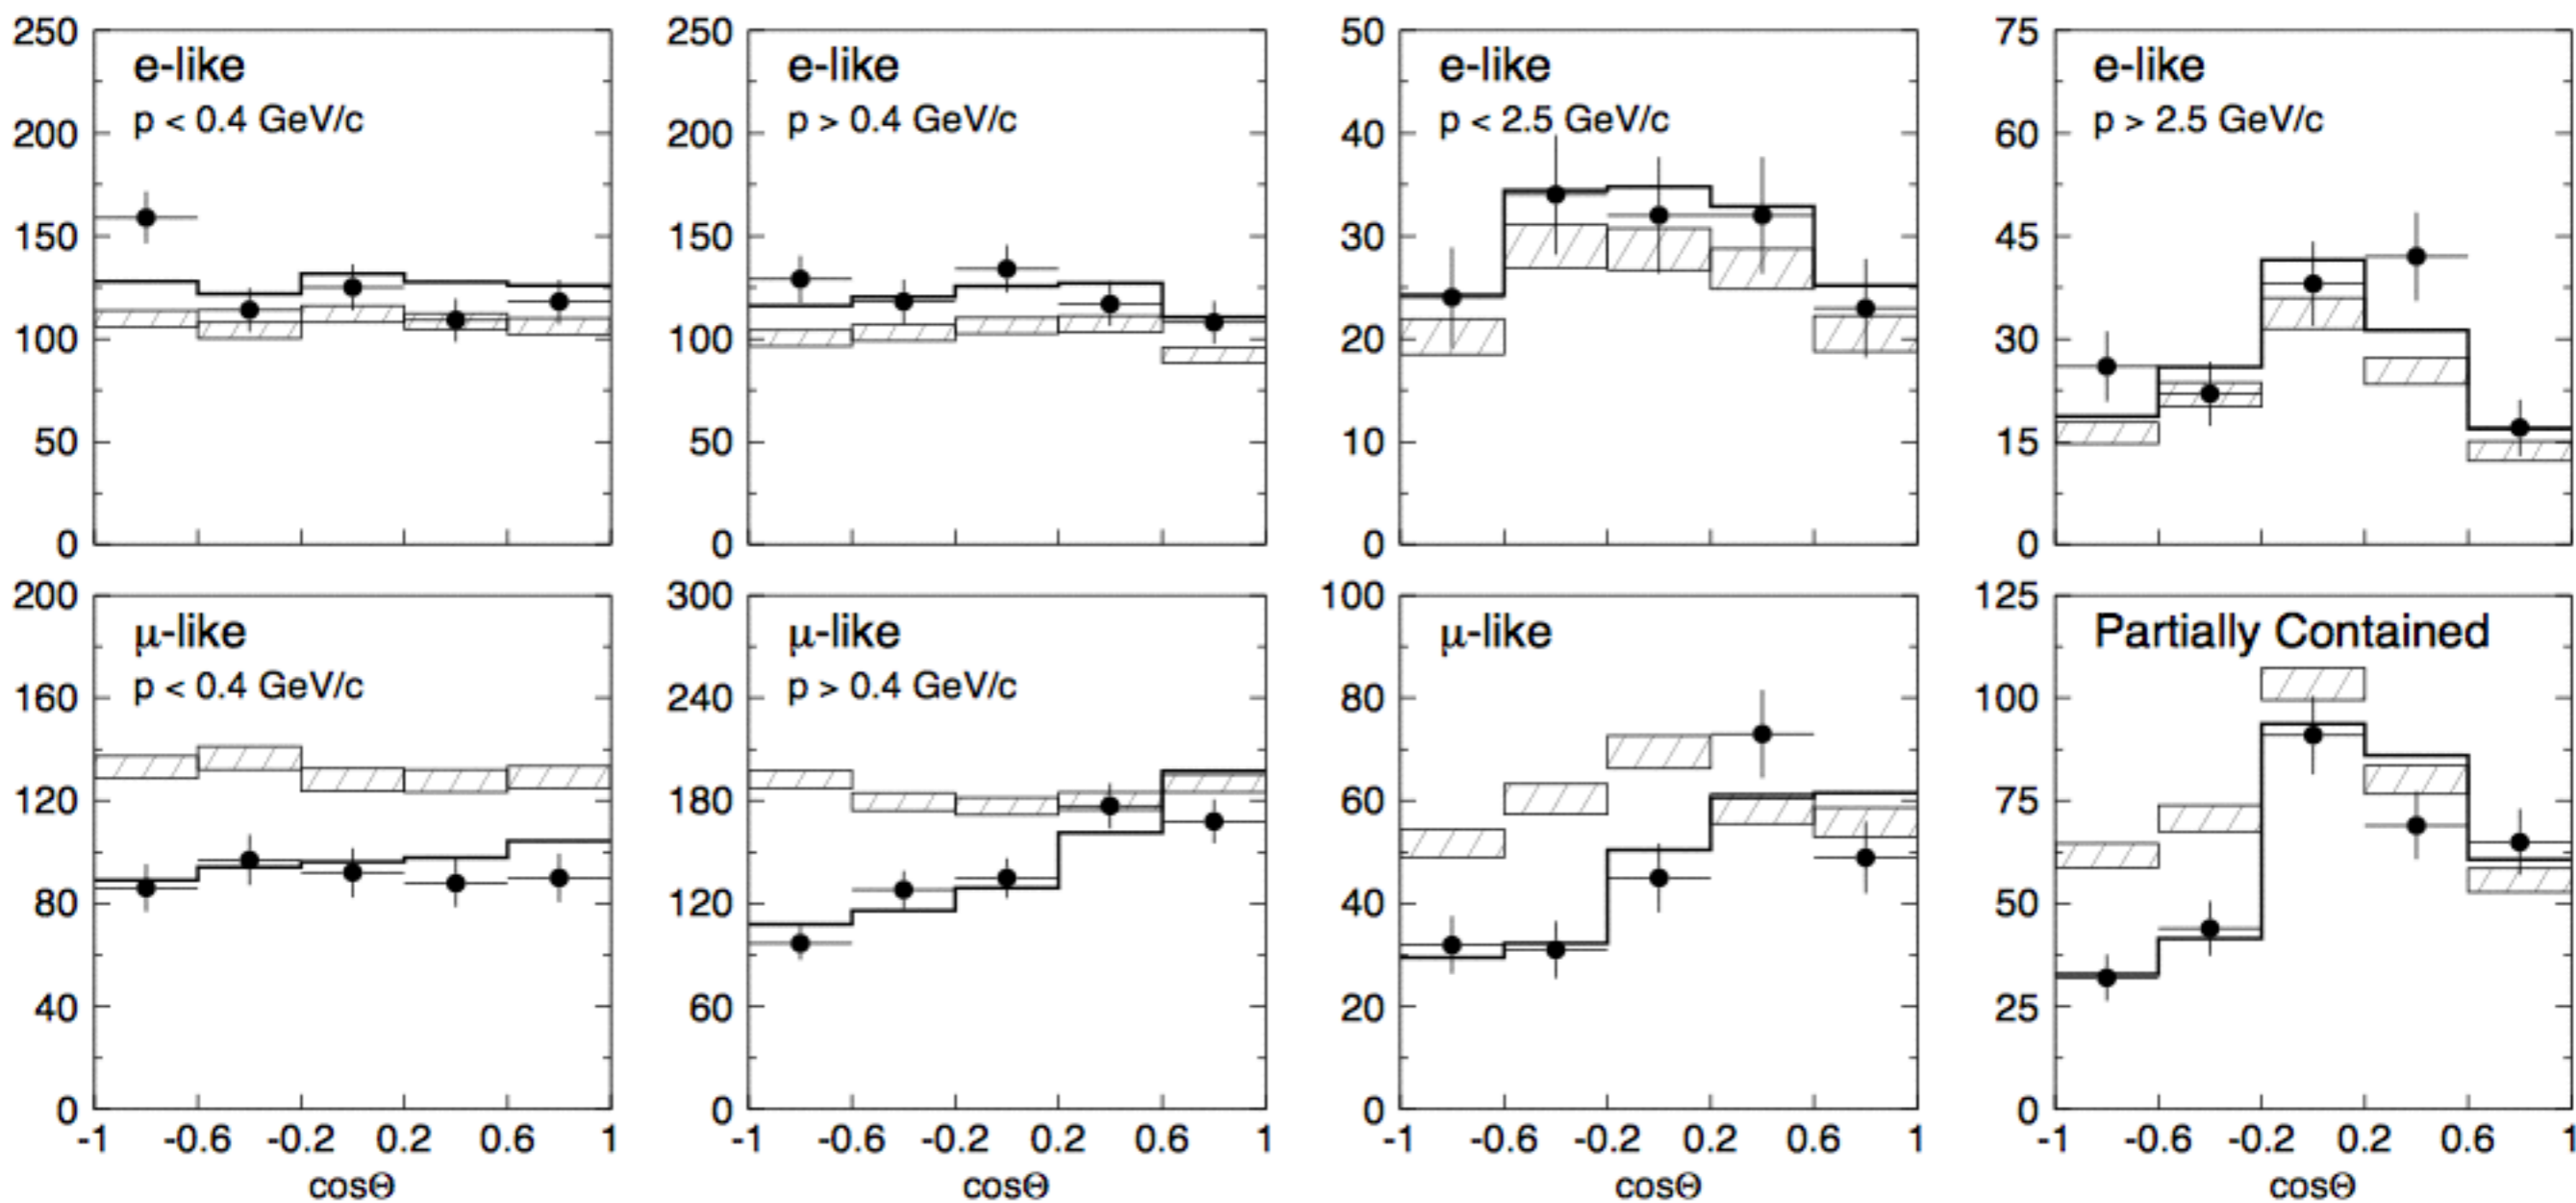 250
200
150
100
50
0
e-like
p < 0.4 GeV/c
250
200
150
100
50
0
e-like
p > 0.4 GeV/c
50
40
30
20
10
0
e-like
p < 2.5 GeV/c
75
60
45
30
15
0
e-like
p > 2.5 GeV/c
200
160
120
80
40
0
μ-like
p < 0.4 GeV/c
-1 -0.6 -0.2 0.2 0.6 1
cosΘ
300
240
180
120
60
0
μ-like
p > 0.4 GeV/c
-1 -0.6 -0.2 0.2 0.6 1
cosΘ
100
80
60
40
20
0
μ-like
-1 -0.6 -0.2 0.2 0.6 1
cosΘ
125
100
75
50
25
0
Partially Contained
-1 -0.6 -0.2 0.2 0.6 1
cosΘ